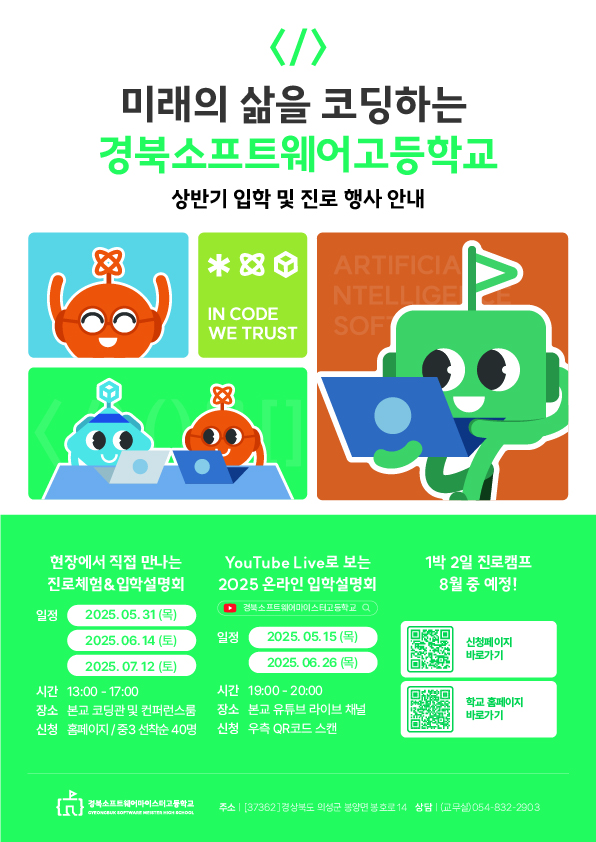 </>
미래의 삶을 코딩하는
경북소프트웨어고등학교
상반기 입학 및 진로 행사 안내
IN CODE
WE TRUST
ARTIFICIA
NTELLIGENCE
SOFT
</>() {[]
현장에서 직접 만나는
진로체험&입학설명회
일정 2025. 05. 31 (목)
2025. 06. 14 (토)
2025. 07. 12 (토)
시간 13:00 - 17:00
장소 본교 코딩관 및 컨퍼런스룸
신청 홈페이지 / 중3 선착순 40명
YouTube Live로 보는
2025 온라인 입학설명회
경북소프트웨어마이스터고등학교
일정 2025. 05. 15 (목)
2025. 06. 26 (목)
시간 19:00 - 20:00
장소 본교 유튜브 라이브 채널
신청 우측 QR코드 스캔
1박 2일 진로캠프
8월 중 예정!
신청페이지
바로가기
학교 홈페이지
바로가기
경북소프트웨어마이스터고등학교
GYEONGBUK SOFTWARE MEISTER HIGH SCHOOL
주소 | [37362] 경상북도 의성군 봉양면 봉호로 14 상담 | (교무실) 054-832-2903